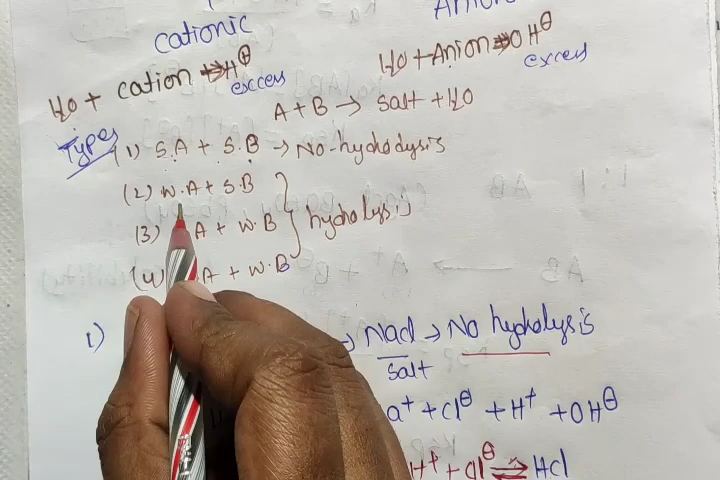 cationic
H2O + cation → H⊕
excess
H2O + Anion → OH⊖
excess
A + B → salt + H2O
Types (1) S.A + S.B → No-hydrodysis
(2) W.A + S.B
(3) A + W.B
hydrolysis
(4) A + W.B
1) → Nacl → No hydrolysis
salt
a+ + Cl⊖ + H+ + OH⊖
H+ + Cl⊖ ⇌ HCl